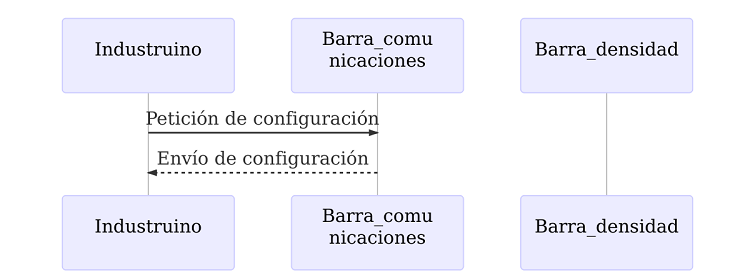 Industruino
Barra_comu
nicaciones
Barra_densidad
Petición de configuración
Envío de configuración
Industruino
Barra_comu
nicaciones
Barra_densidad